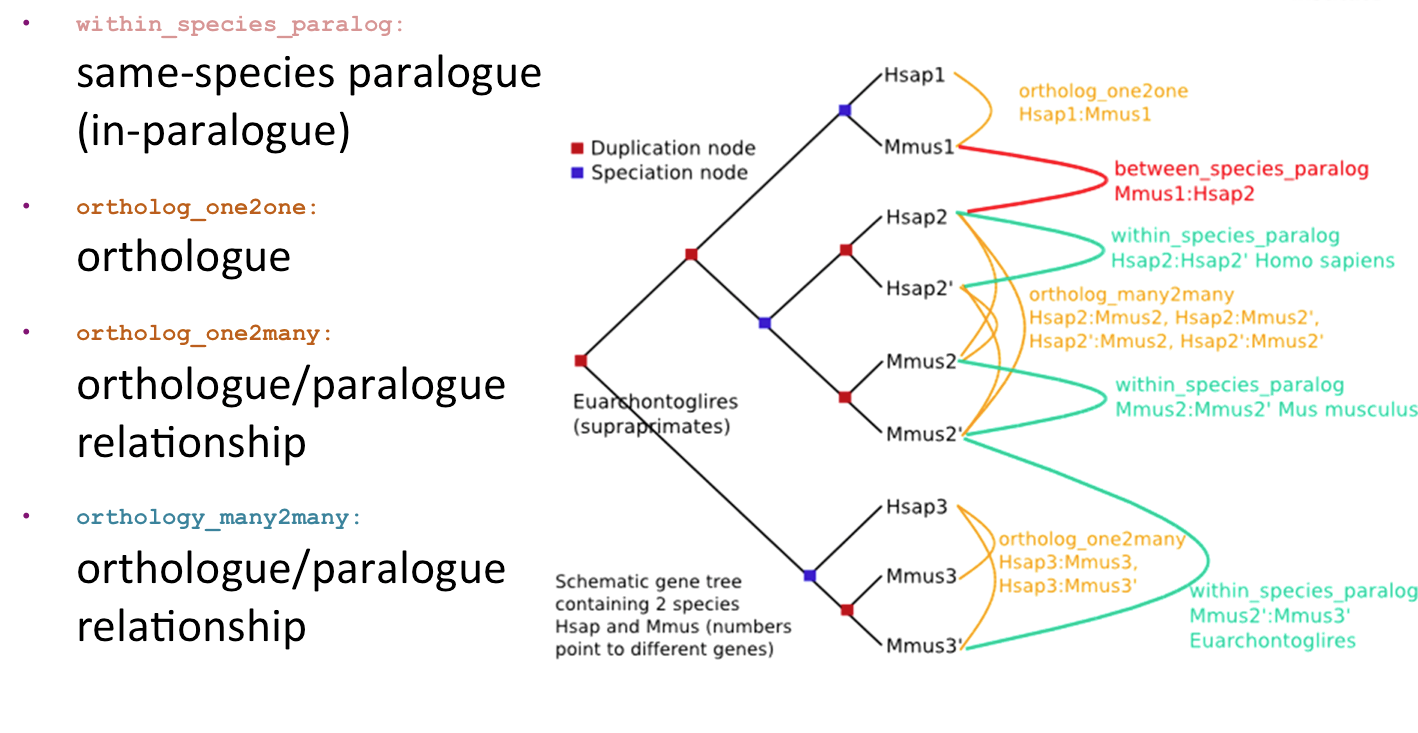 • within_species_paralog:
same-species paralogue
(in-paralogue)
• ortholog_one2one:
orthologue
• ortholog_one2many:
orthologue/paralogue
relationship
• orthology_many2many:
orthologue/paralogue
relationship
Duplication node
Speciation node
Euarchontoglires
(supraprimates)
Schematic gene tree
containing 2 species
Hsap and Mmus (numbers
point to different genes)
Hsap1
Mmus1
Hsap2
Hsap2'
Mmus2
Mmus2'
Hsap3
Mmus3
Mmus3'
ortholog_one2one
Hsap1:Mmus1
between_species_paralog
Mmus1:Hsap2
within_species_paralog
Hsap2:Hsap2' Homo sapiens
ortholog_many2many
Hsap2:Mmus2, Hsap2:Mmus2',
Hsap2':Mmus2, Hsap2':Mmus2'
within_species_paralog
Mmus2:Mmus2' Mus musculus
ortholog_one2many
Hsap3:Mmus3,
Hsap3:Mmus3'
within_species_paralog
Mmus2':Mmus3'
Euarchontoglires